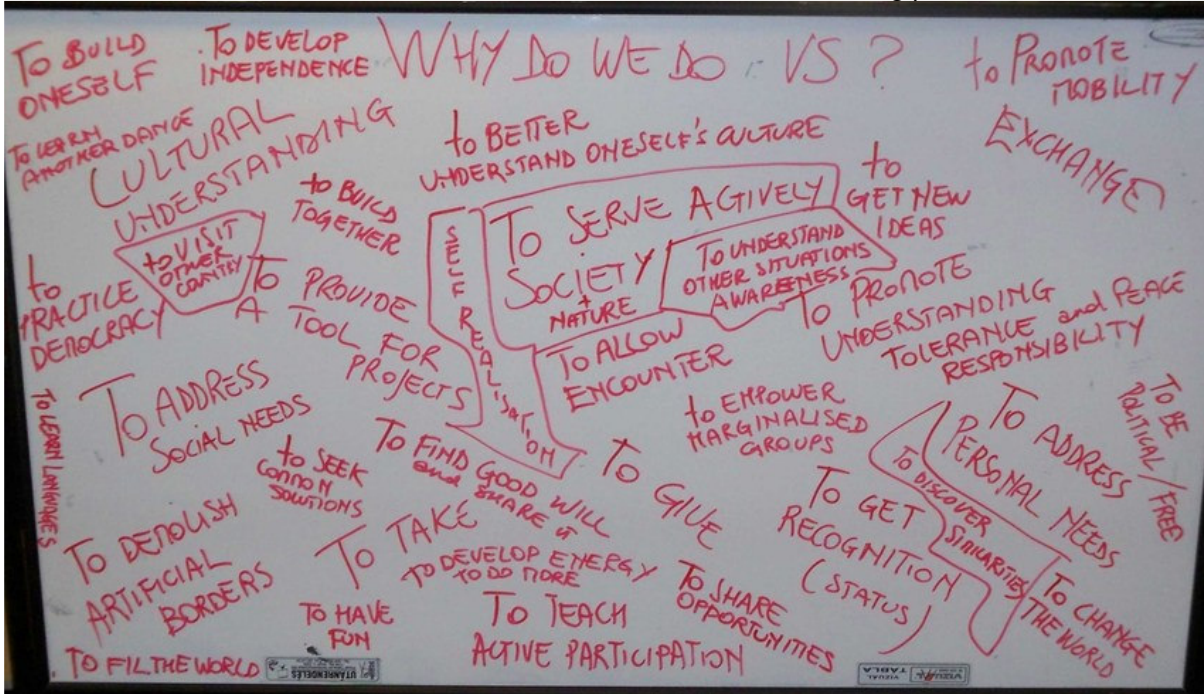 WHY DO WE DO VS ?
TO BUILD
ONESELF
TO DEVELOP
INDEPENDENCE
to PROMOTE
MOBILITY
EXCHANGE
TO LEARN
ANOTHER DANCE
CULTURAL
UNDERSTANDING
to BETTER
UNDERSTAND ONESELF'S CULTURE
to BUILD
TOGETHER
to VISIT
OTHER
COUNTRY
SELF REALISATION
TO SERVE ACTIVELY
SOCIETY
+
NATURE
TO UNDERSTAND
OTHER SITUATIONS
AWARENESS
to
GET NEW
IDEAS
to
PRACTICE
DEMOCRACY
TO PROVIDE
A TOOL FOR
PROJECTS
TO ALLOW
ENCOUNTER
TO PROMOTE
UNDERSTANDING
TOLERANCE and PEACE
RESPONSIBILITY
TO ADDRESS
SOCIAL NEEDS
TO LEARN LANGUAGES
to SEEK
COMMON
SOLUTIONS
TO FIND GOOD WILL
and SHARE it
TO GIVE
to EMPOWER
MARGINALISED
GROUPS
TO ADDRESS
PERSONAL NEEDS
TO DISCOVER
SIMILARITIES
TO BE
POLITICAL / FREE
TO DEMOLISH
ARTIFICIAL
BORDERS
TO TAKE
TO DEVELOP ENERGY
TO DO MORE
TO GET
RECOGNITION
(STATUS)
TO CHANGE
THE WORLD
TO HAVE
FUN
TO TEACH
ACTIVE PARTICIPATION
TO SHARE
OPPORTUNITIES
TO FIL THE WORLD
UTÁNRENDELÉS
VIZUÁL
TABLA